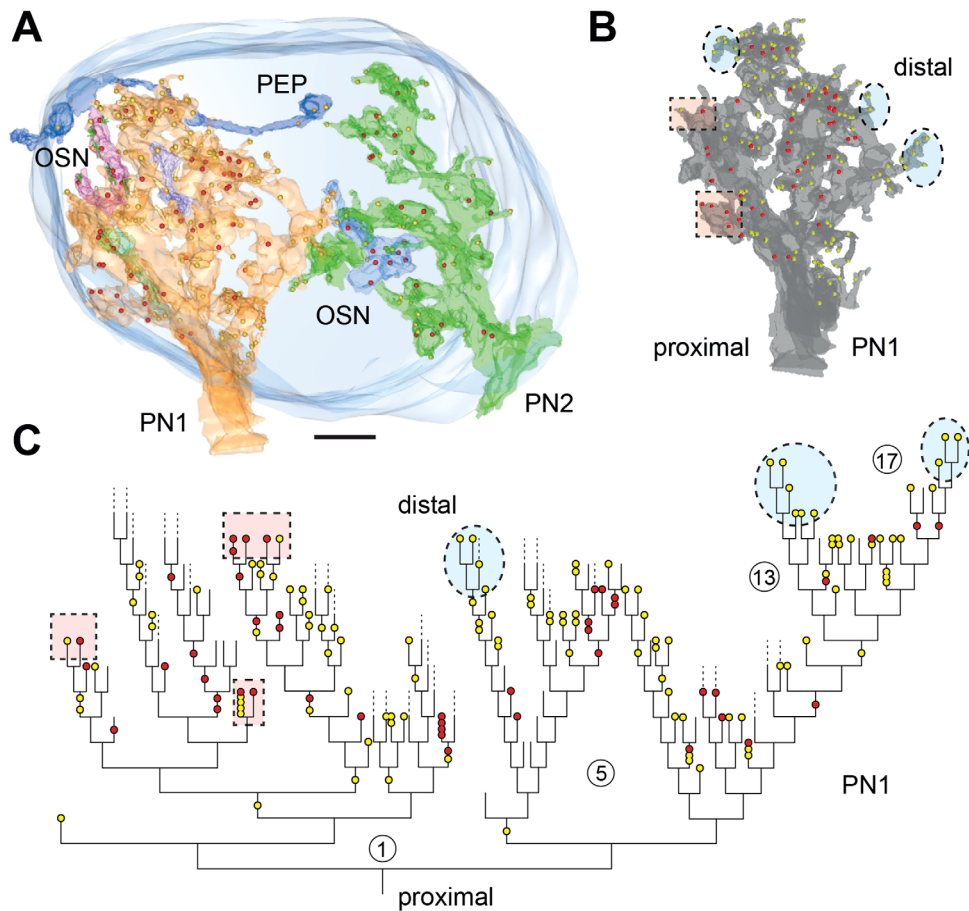 A
PEP
OSN
OSN
PN1
PN2
B
distal
proximal
PN1
C
distal
17
13
5
1
PN1
proximal